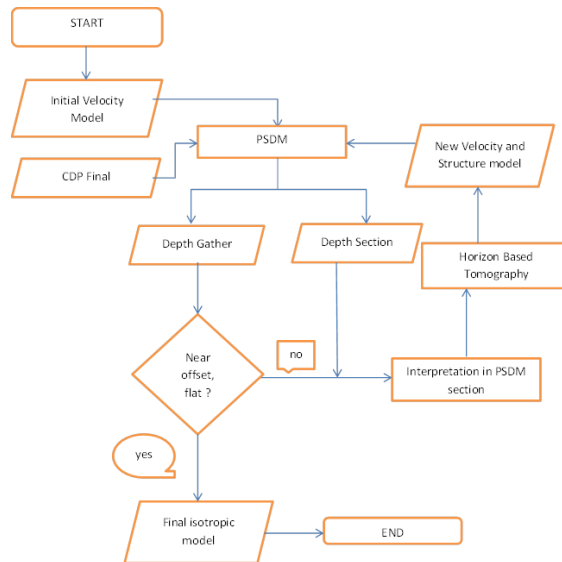 START
Initial Velocity
Model
PSDM
New Velocity and
Structure model
CDP Final
Depth Gather
Depth Section
Horizon Based
Tomography
Near
offset,
flat ?
no
Interpretation in PSDM
section
yes
Final isotropic
model
END